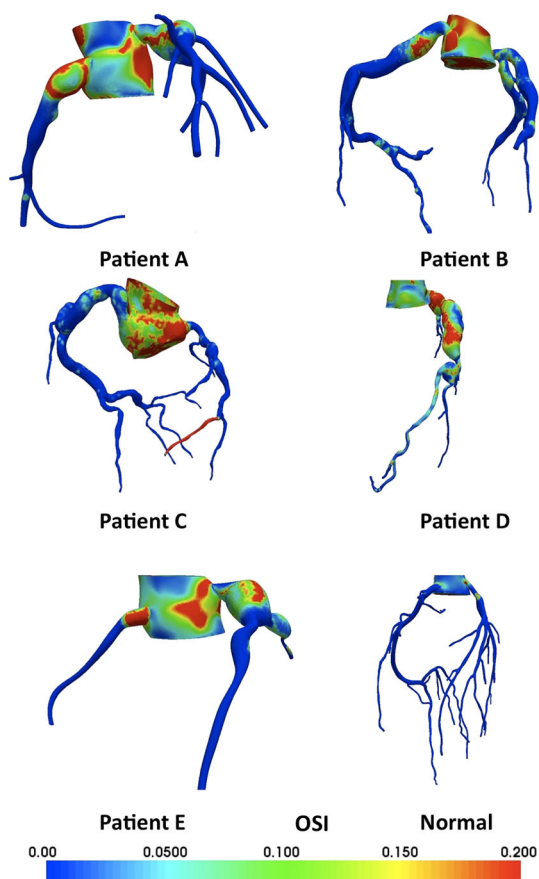 Patient A
Patient B
Patient C
Patient D
Patient E
OSI
Normal
0.00
0.0500
0.100
0.150
0.200